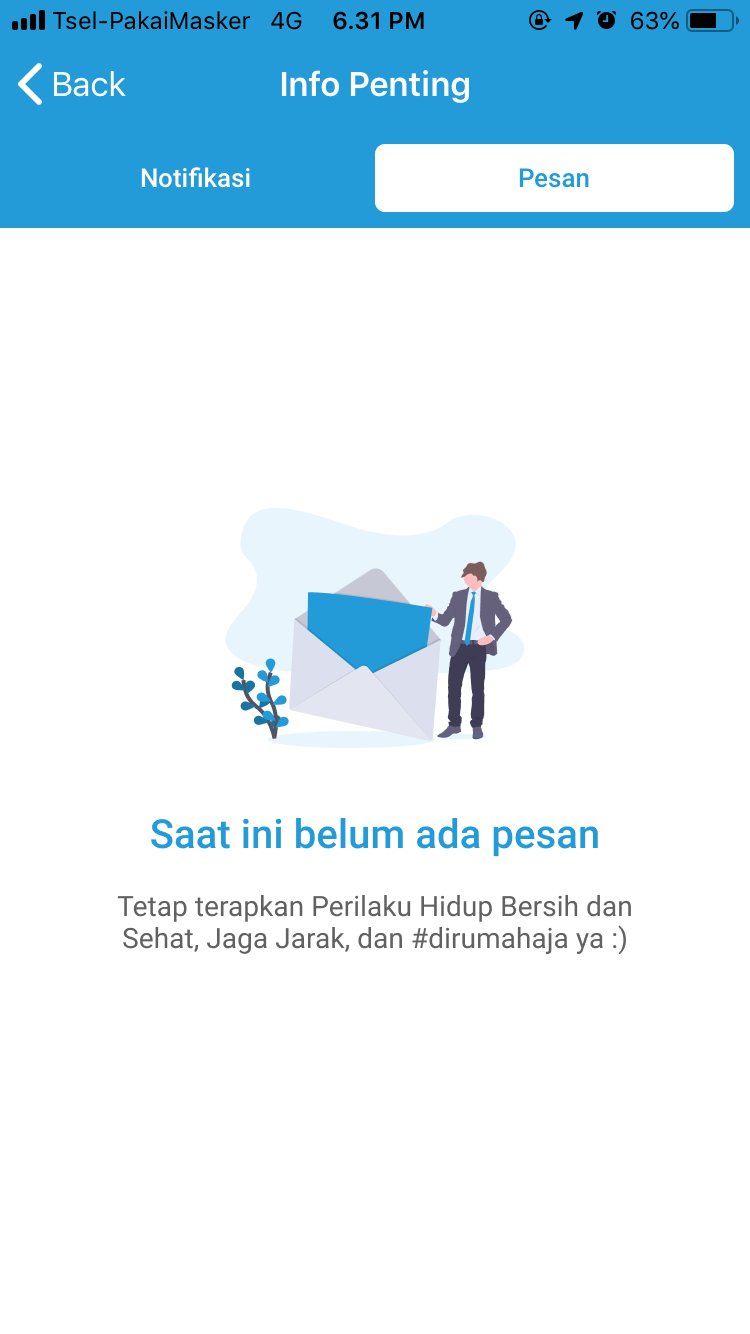 Tsel-PakaiMasker 4G 6.31 PM 63%
Back Info Penting
Notifikasi Pesan
Saat ini belum ada pesan
Tetap terapkan Perilaku Hidup Bersih dan
Sehat, Jaga Jarak, dan #dirumahaja ya :)